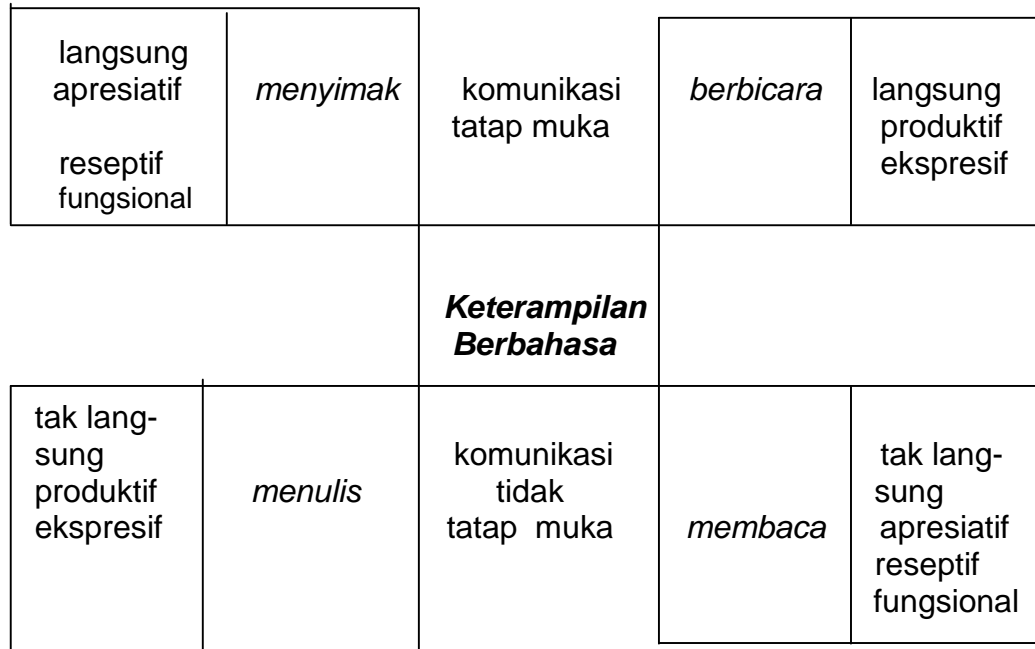 langsung
apresiatif
reseptif
fungsional
menyimak
komunikasi
tatap muka
berbicara
langsung
produktif
ekspresif
Keterampilan
Berbahasa
tak lang-
sung
produktif
ekspresif
menulis
komunikasi
tidak
tatap muka
membaca
tak lang-
sung
apresiatif
reseptif
fungsional